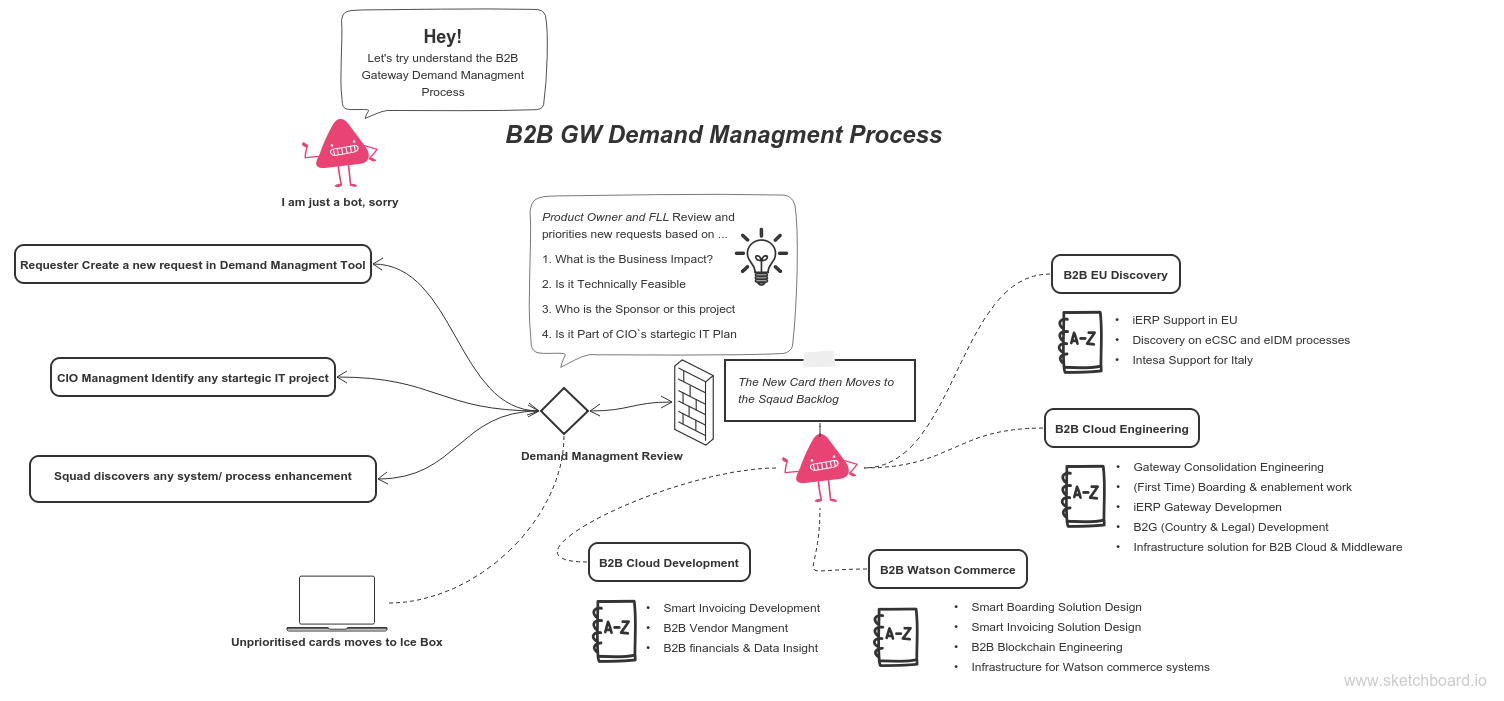 Hey!
Let's try understand the B2B
Gateway Demand Managment
Process
B2B GW Demand Managment Process
I am just a bot, sorry
Product Owner and FLL Review and
priorities new requests based on ...
1. What is the Business Impact?
2. Is it Technically Feasible
3. Who is the Sponsor or this project
4. Is it Part of CIO`s startegic IT Plan
Requester Create a new request in Demand Managment Tool
CIO Managment Identify any startegic IT project
Squad discovers any system/ process enhancement
Demand Managment Review
The New Card then Moves to
the Sqaud Backlog
Unprioritised cards moves to Ice Box
B2B EU Discovery
A-Z
• iERP Support in EU
• Discovery on eCSC and eIDM processes
• Intesa Support for Italy
B2B Cloud Engineering
A-Z
• Gateway Consolidation Engineering
• (First Time) Boarding & enablement work
• iERP Gateway Developmen
• B2G (Country & Legal) Development
• Infrastructure solution for B2B Cloud & Middleware
B2B Cloud Development
A-Z
• Smart Invoicing Development
• B2B Vendor Mangment
• B2B financials & Data Insight
B2B Watson Commerce
A-Z
• Smart Boarding Solution Design
• Smart Invoicing Solution Design
• B2B Blockchain Engineering
• Infrastructure for Watson commerce systems
www.sketchboard.io